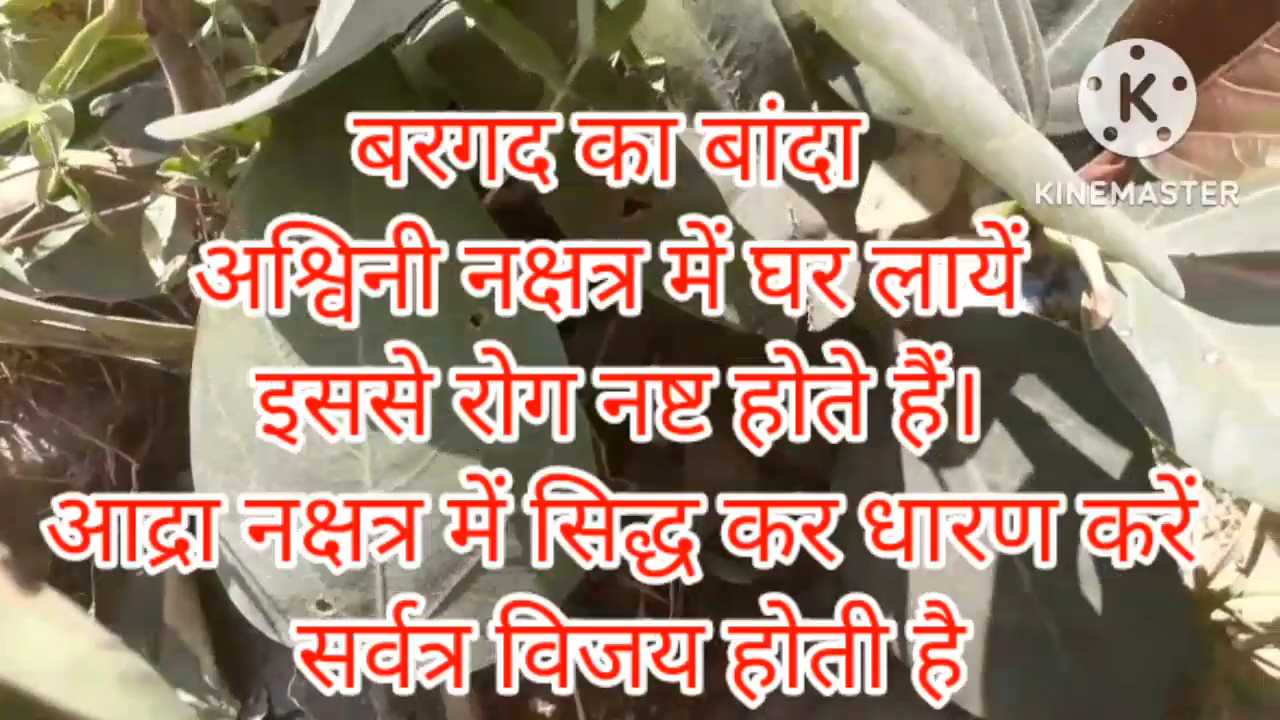 बरगद का बांदा
K
KINEMASTER
अश्विनी नक्षत्र में घर लायें
इससे रोग नष्ट होते हैं।
आद्रा नक्षत्र में सिद्ध कर धारण करें
सर्वत्र विजय होती है